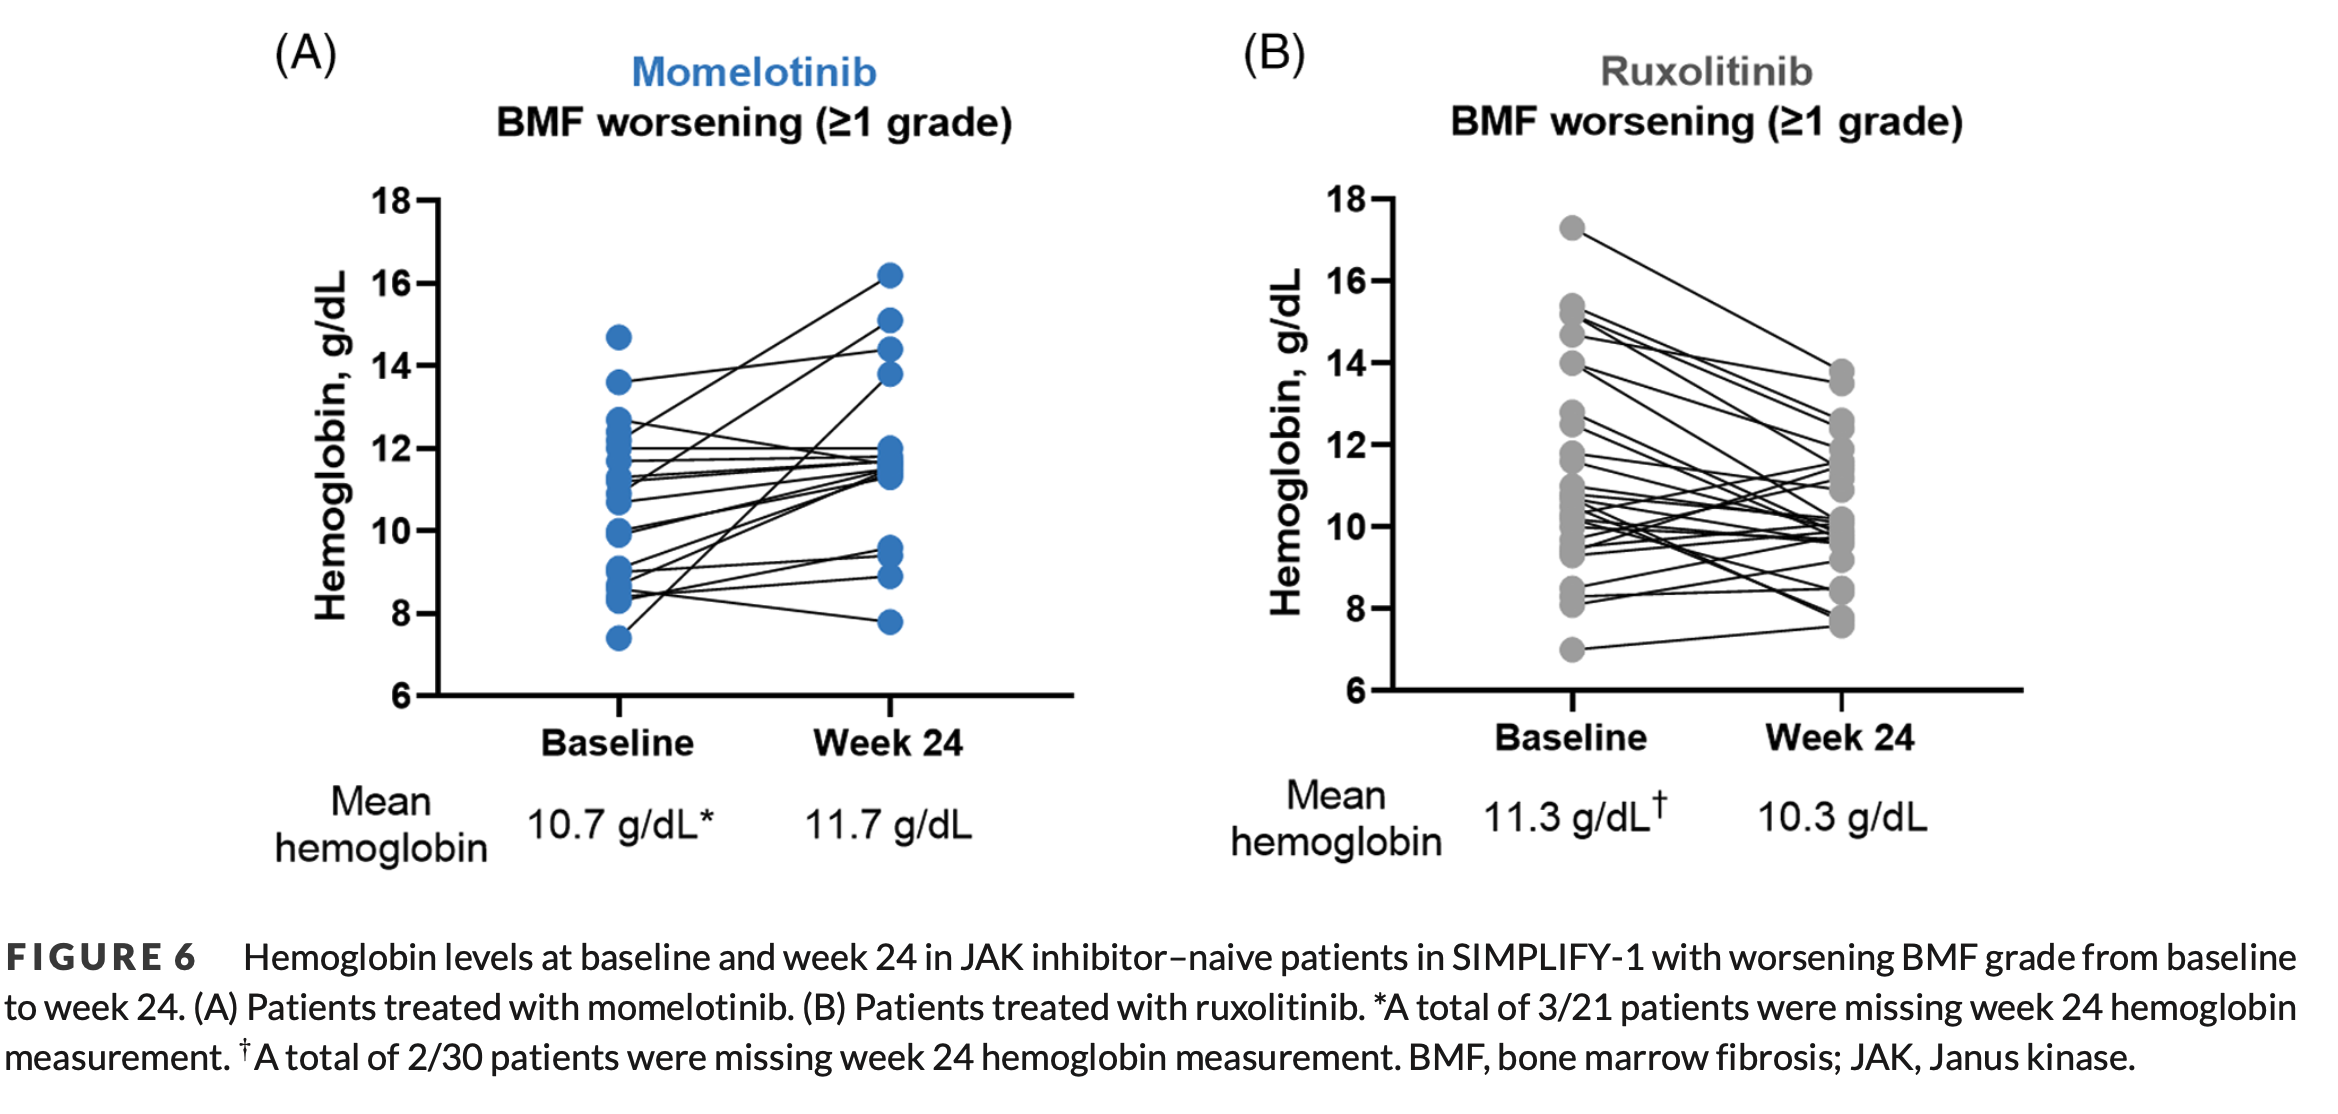 (A)
Momelotinib
BMF worsening (≥1 grade)
Hemoglobin, g/dL
18
16
14
12
10
8
6
Baseline
Week 24
Mean
hemoglobin
10.7 g/dL*
11.7 g/dL
(B)
Ruxolitinib
BMF worsening (≥1 grade)
Hemoglobin, g/dL
18
16
14
12
10
8
6
Baseline
Week 24
Mean
hemoglobin
11.3 g/dL†
10.3 g/dL
FIGURE 6 Hemoglobin levels at baseline and week 24 in JAK inhibitor–naive patients in SIMPLIFY-1 with worsening BMF grade from baseline
to week 24. (A) Patients treated with momelotinib. (B) Patients treated with ruxolitinib. *A total of 3/21 patients were missing week 24 hemoglobin
measurement. †A total of 2/30 patients were missing week 24 hemoglobin measurement. BMF, bone marrow fibrosis; JAK, Janus kinase.